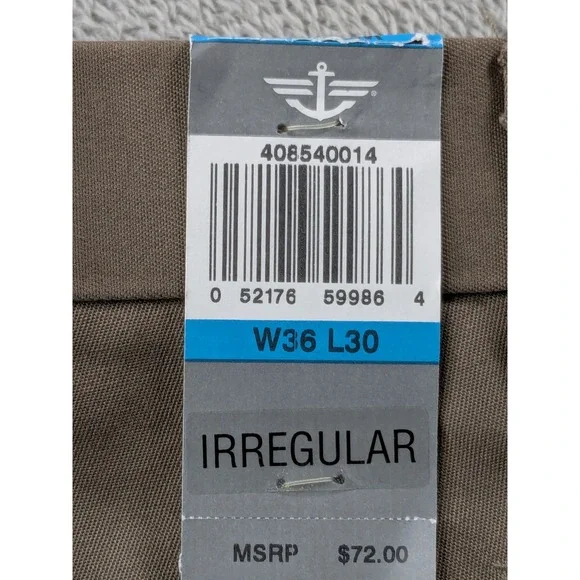 ®
408540014
0 52176 59986 4
W36 L30
IRREGULAR
MSRP $72.00